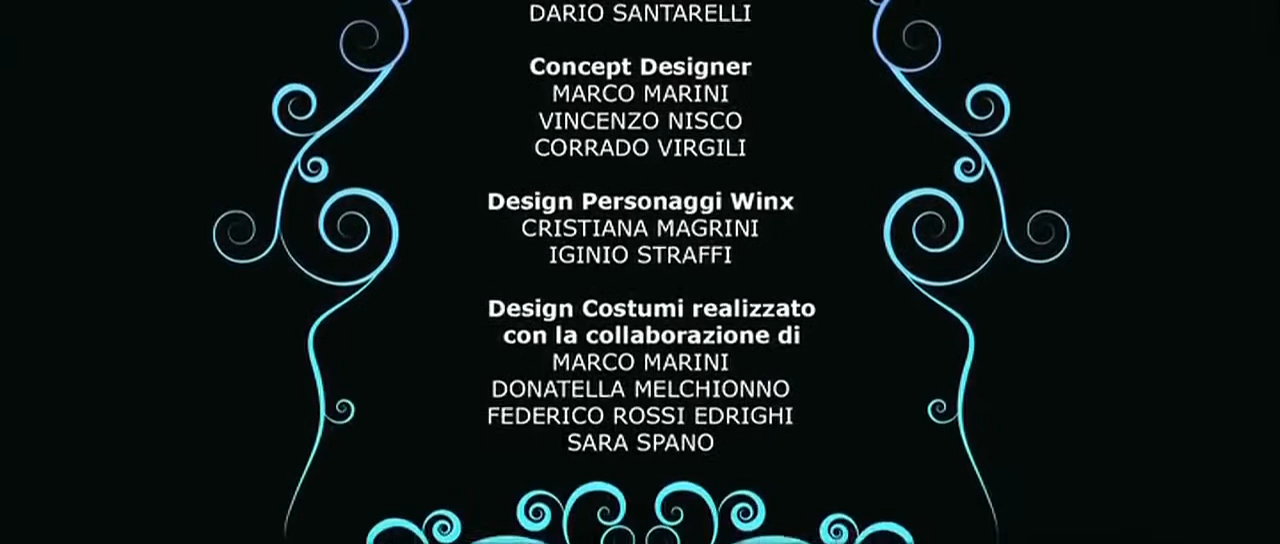 DARIO SANTARELLI
Concept Designer
MARCO MARINI
VINCENZO NISCO
CORRADO VIRGILI
Design Personaggi Winx
CRISTIANA MAGRINI
IGINIO STRAFFI
Design Costumi realizzato
con la collaborazione di
MARCO MARINI
DONATELLA MELCHIONNO
FEDERICO ROSSI EDRIGHI
SARA SPANO